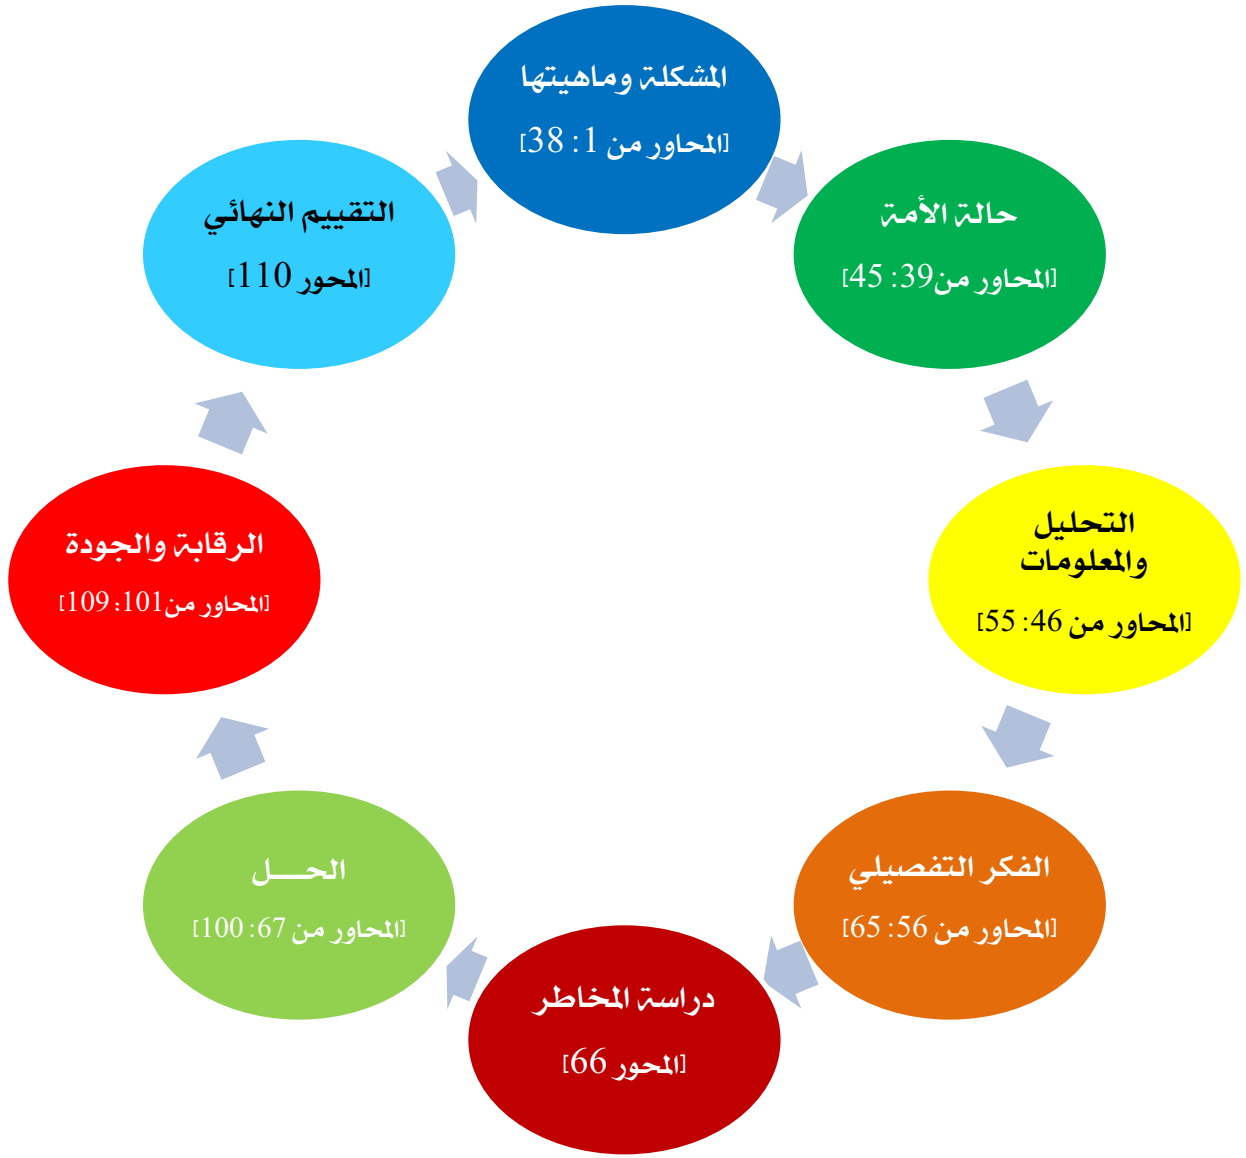 المشكلة وماهيتها
[المحاور من 1: 38]
حالة الأمة
[المحاور من39: 45]
التحليل
والمعلومات
[المحاور من 46: 55]
الفكر التفصيلي
[المحاور من 56: 65]
دراسة المخاطر
[المحور 66]
الحـــــل
[المحاور من 67: 100]
الرقابة والجودة
[المحاور من101: 109]
التقييم النهائي
[المحور 110]